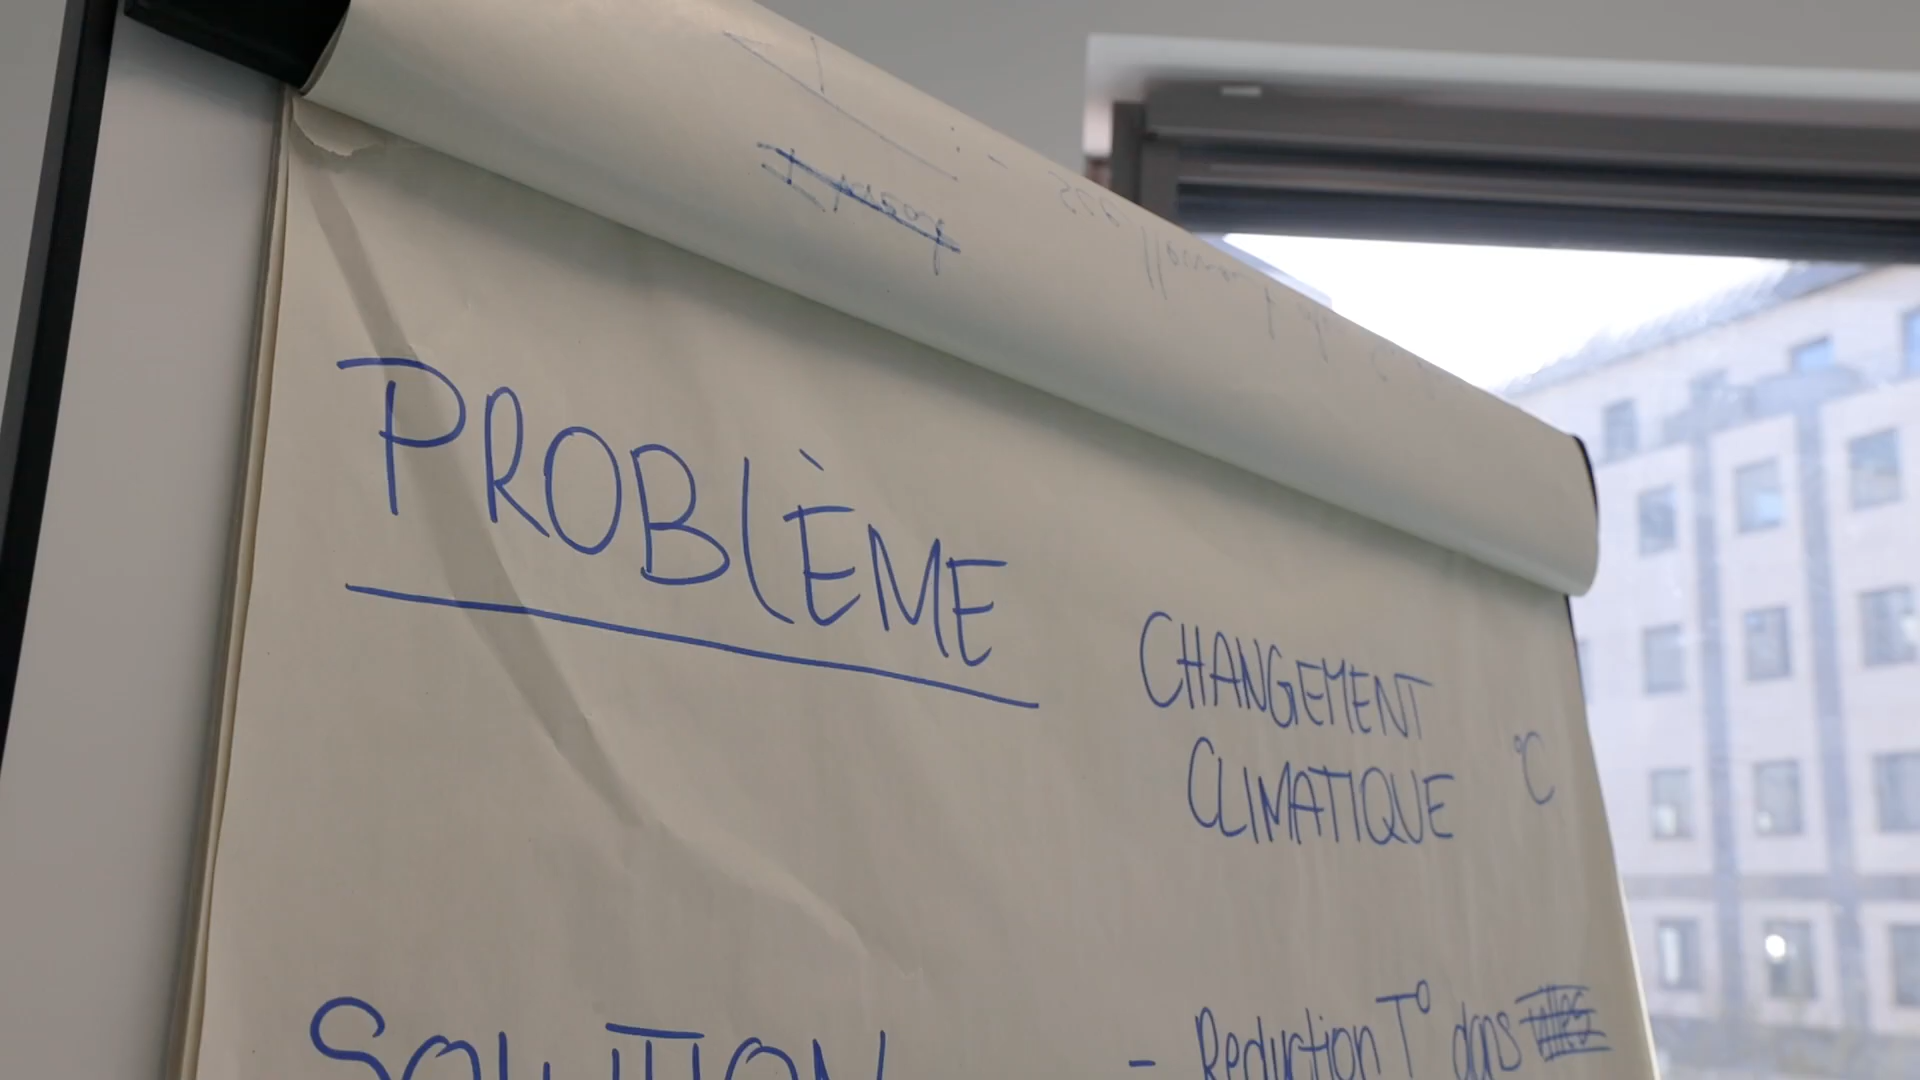 PROBLÈME
CHANGEMENT
CLIMATIQUE °C
SOLUTION
- Reduction T° dans